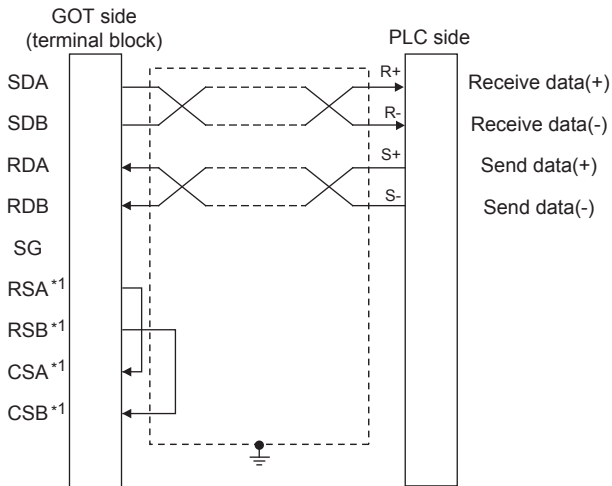 GOT side
(terminal block)
PLC side
SDA
R+
Receive data(+)
SDB
R-
Receive data(-)
RDA
S+
Send data(+)
RDB
S-
Send data(-)
SG
RSA*1
RSB*1
CSA*1
CSB*1